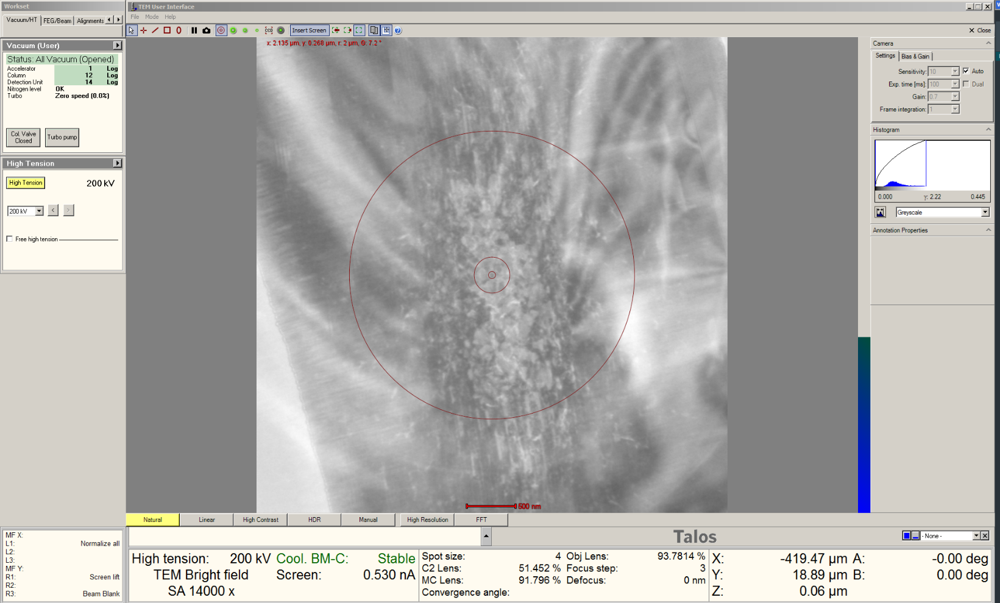 Workset
Vacuum/HT FEG/Beam Alignments
Vacuum (User)
Status: All Vacuum (Opened)
Accelerator 1 Log
Column 12 Log
Detection Unit 14 Log
Nitrogen level OK
Turbo Zero speed (0.0%)
Col. Valve Closed
Turbo pump
High Tension
High Tension 200 kV
200 kV < >
Free high tension
MF X:
L1: Normalize all
L2:
L3:
MF Y:
R1: Screen lift
R2:
R3: Beam Blank
TEM User Interface
File Mode Help
Insert Screen
Close
x: 2.135 µm, y: 0.268 µm, r: 2 µm, Θ: 7.2 °
500 nm
Camera
Settings Bias & Gain
Sensitivity: 10 Auto
Exp. time [ms]: 100 Dual
Gain: 0.7
Frame integration: 1
Histogram
0.000 γ: 2.22 0.445
Greyscale
Annotation Properties
Natural Linear High Contrast HDR Manual High Resolution FFT
Talos
- None -
High tension: 200 kV Cool. BM-C: Stable
TEM Bright field Screen: 0.530 nA
SA 14000 x
Spot size: 4 Obj Lens: 93.7814 %
C2 Lens: 51.452 % Focus step: 3
MC Lens: 91.796 % Defocus: 0 nm
Convergence angle:
X: -419.47 µm A: -0.00 deg
Y: 18.89 µm B: 0.00 deg
Z: 0.06 µm